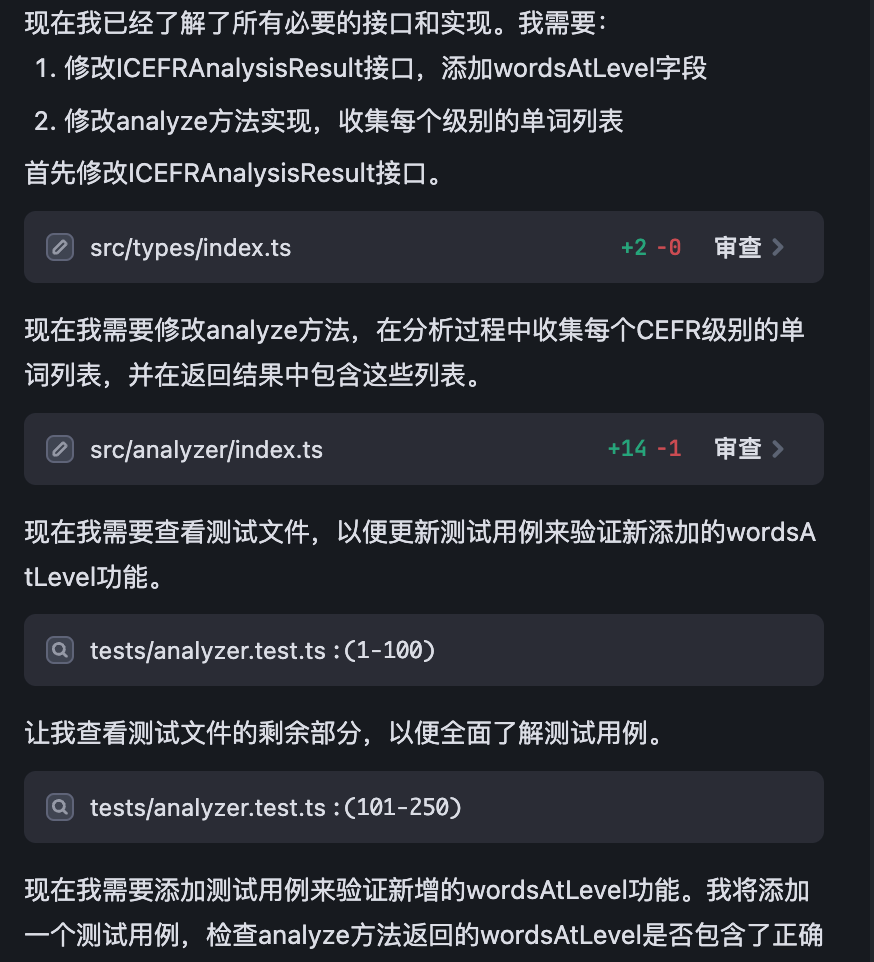 现在我已经了解了所有必要的接口和实现。我需要：
1. 修改ICEFRAnalysisResult接口，添加wordsAtLevel字段
2. 修改analyze方法实现，收集每个级别的单词列表
首先修改ICEFRAnalysisResult接口。
src/types/index.ts +2 -0 审查
现在我需要修改analyze方法，在分析过程中收集每个CEFR级别的单
词列表，并在返回结果中包含这些列表。
src/analyzer/index.ts +14 -1 审查
现在我需要查看测试文件，以便更新测试用例来验证新添加的wordsA
tLevel功能。
tests/analyzer.test.ts :(1-100)
让我查看测试文件的剩余部分，以便全面了解测试用例。
tests/analyzer.test.ts :(101-250)
现在我需要添加测试用例来验证新增的wordsAtLevel功能。我将添加
一个测试用例，检查analyze方法返回的wordsAtLevel是否包含了正确